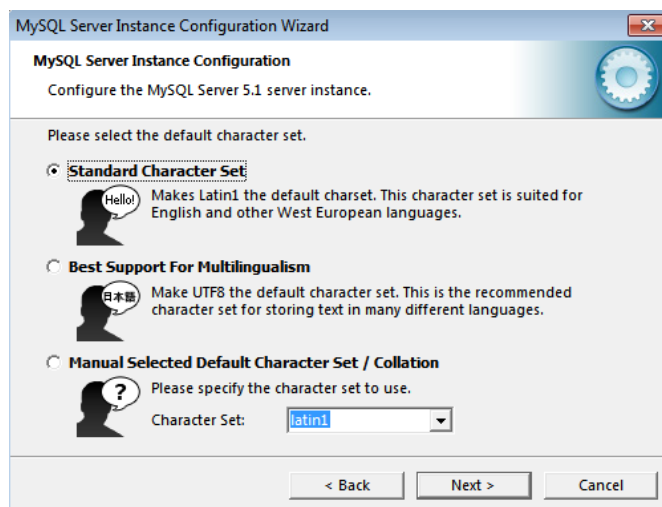 MySQL Server Instance Configuration Wizard
MySQL Server Instance Configuration
Configure the MySQL Server 5.1 server instance.
Please select the default character set.
Standard Character Set
Hello!
Makes Latin1 the default charset. This character set is suited for
English and other West European languages.
Best Support For Multilingualism
日本語
Make UTF8 the default character set. This is the recommended
character set for storing text in many different languages.
Manual Selected Default Character Set / Collation
?
Please specify the character set to use.
Character Set: latin1
< Back Next > Cancel